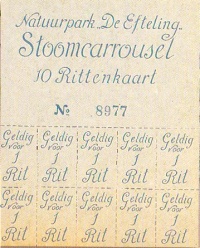 Natuurpark „De Efteling„
Stoomcarrousel
10 Rittenkaart
No 8977
Geldig Geldig Geldig Geldig Geldig
voor voor voor voor voor
1 1 1 1 1
Rit Rit Rit Rit Rit
Geldig Geldig Geldig Geldig Geldig
voor voor voor voor voor
1 1 1 1 1
Rit Rit Rit Rit Rit